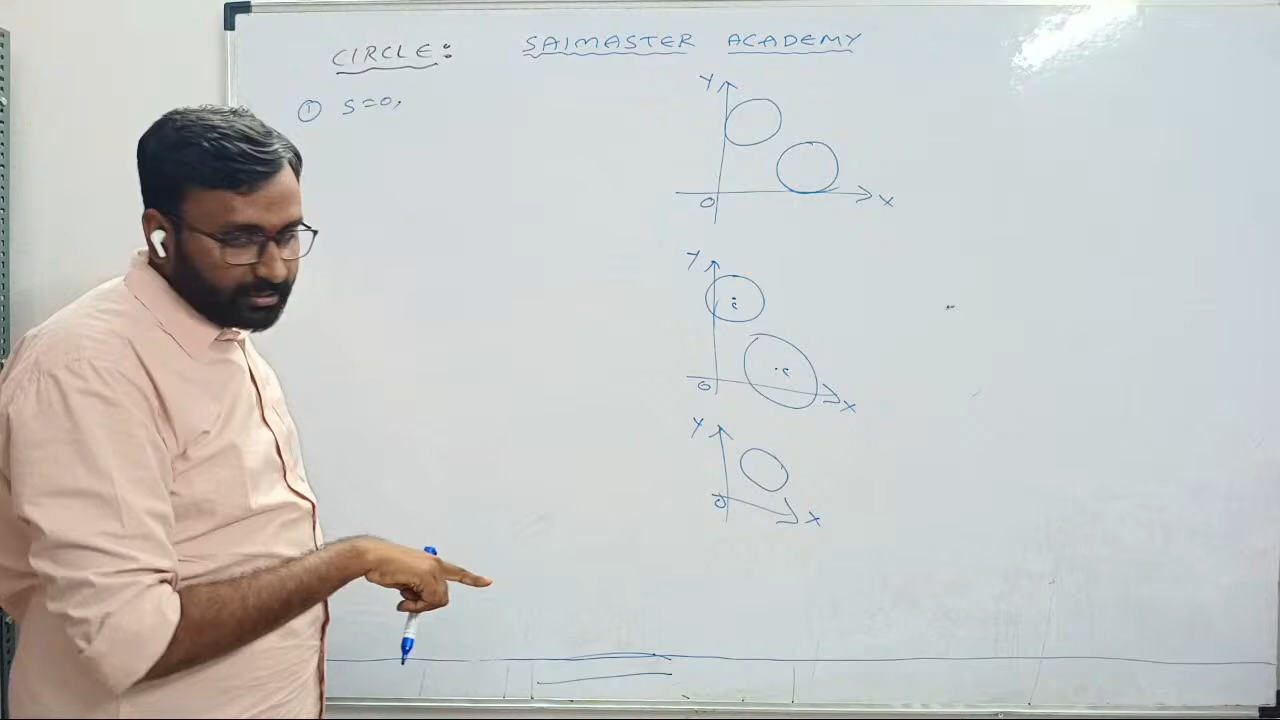 CIRCLE: SAIMASTER ACADEMY
① S=0,
Y
O X
Y
c
c
O X
Y
O X